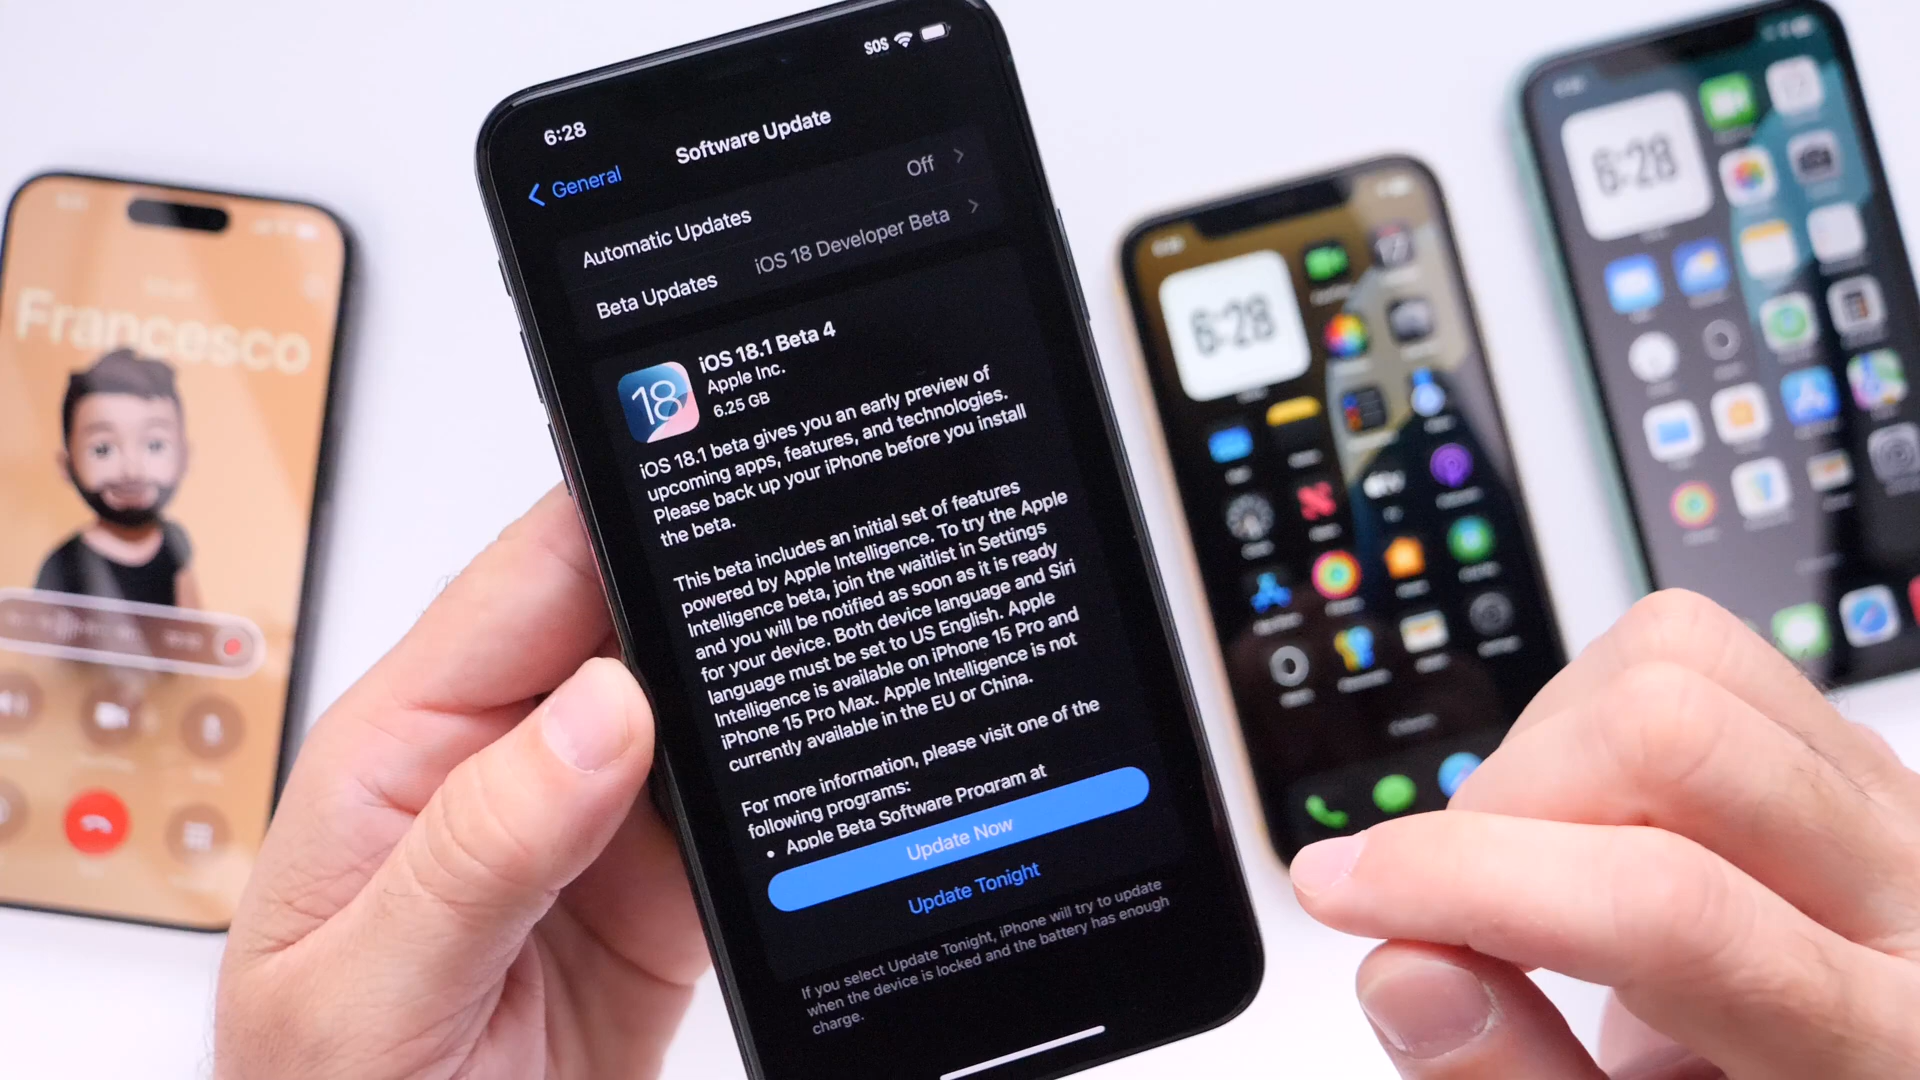 SOS
6:28
Software Update
General
Automatic Updates
Off
Beta Updates
iOS 18 Developer Beta
18
iOS 18.1 Beta 4
Apple Inc.
6.25 GB
iOS 18.1 beta gives you an early preview of
upcoming apps, features, and technologies.
Please back up your iPhone before you install
the beta.
This beta includes an initial set of features
powered by Apple Intelligence. To try the Apple
Intelligence beta, join the waitlist in Settings
and you will be notified as soon as it is ready
for your device. Both device language and Siri
language must be set to US English. Apple
Intelligence is available on iPhone 15 Pro and
iPhone 15 Pro Max. Apple Intelligence is not
currently available in the EU or China.
For more information, please visit one of the
following programs:
• Apple Beta Software Program at
Update Now
Update Tonight
If you select Update Tonight, iPhone will try to update
when the device is locked and the battery has enough
charge.
Francesco
6:28
6:28